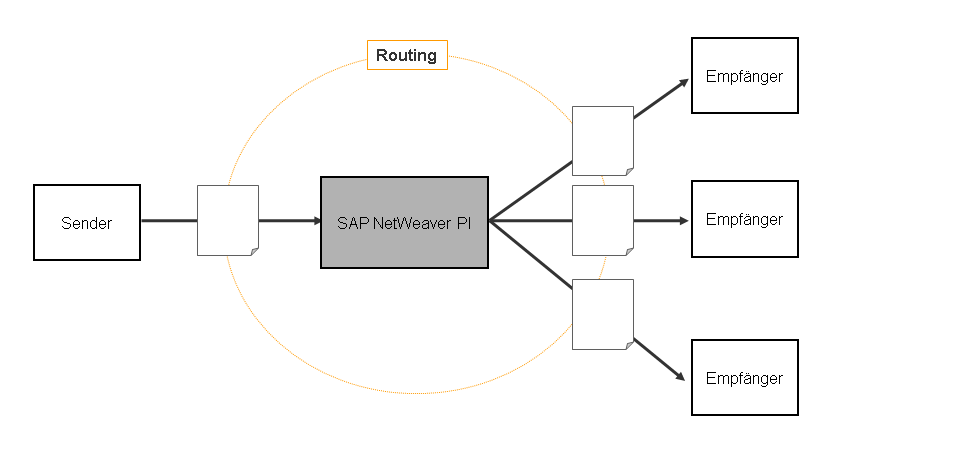 Routing
Empfänger
Sender
SAP NetWeaver PI
Empfänger
Empfänger